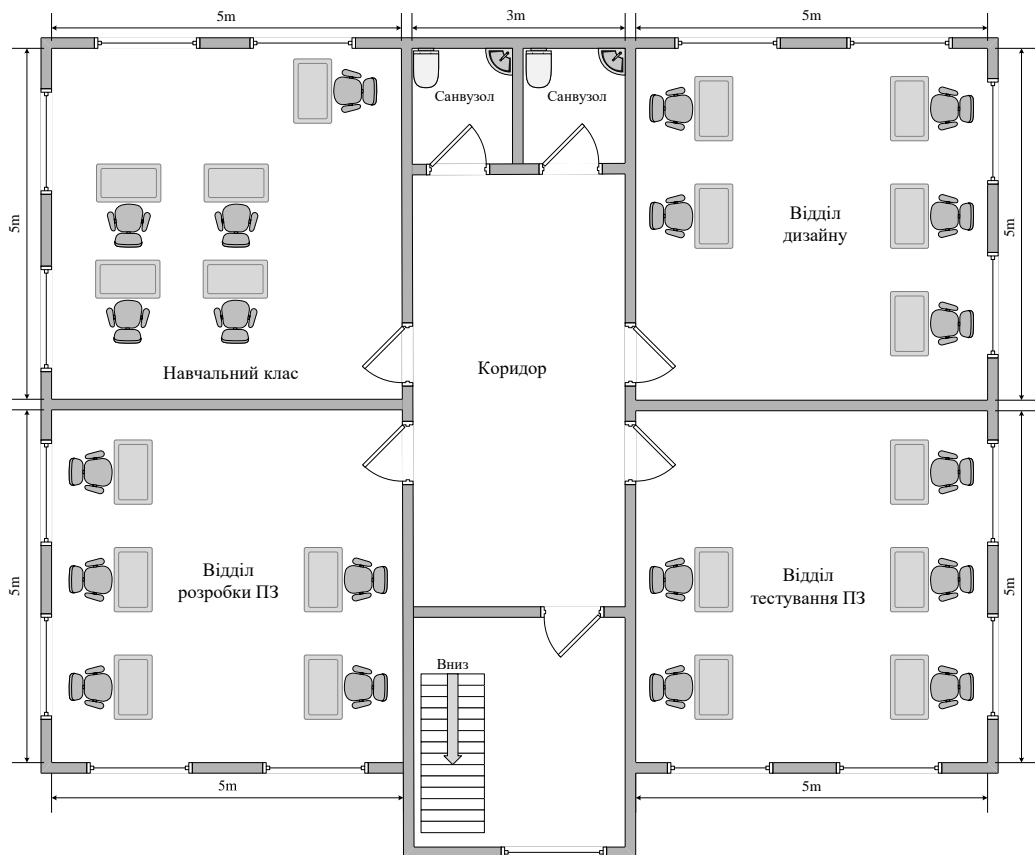 5m
3m
5m
Санвузол
Санвузол
5m
5m
Відділ
дизайну
Навчальний клас
Коридор
Відділ
розробки ПЗ
Відділ
тестування ПЗ
5m
5m
Вниз
5m
5m